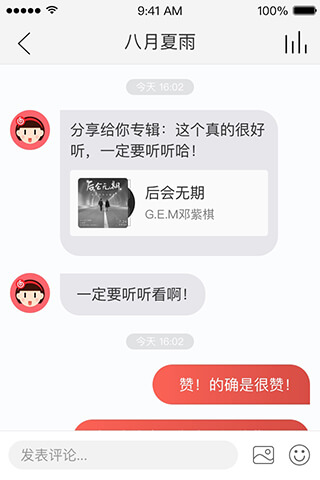 9:41 AM
100%
八月夏雨
今天 16:02
分享给你专辑：这个真的很好
听，一定要听听哈！
后会无期
后会无期
G.E.M邓紫棋
一定要听听看啊！
今天 16:02
赞！的确是很赞！
发表评论...